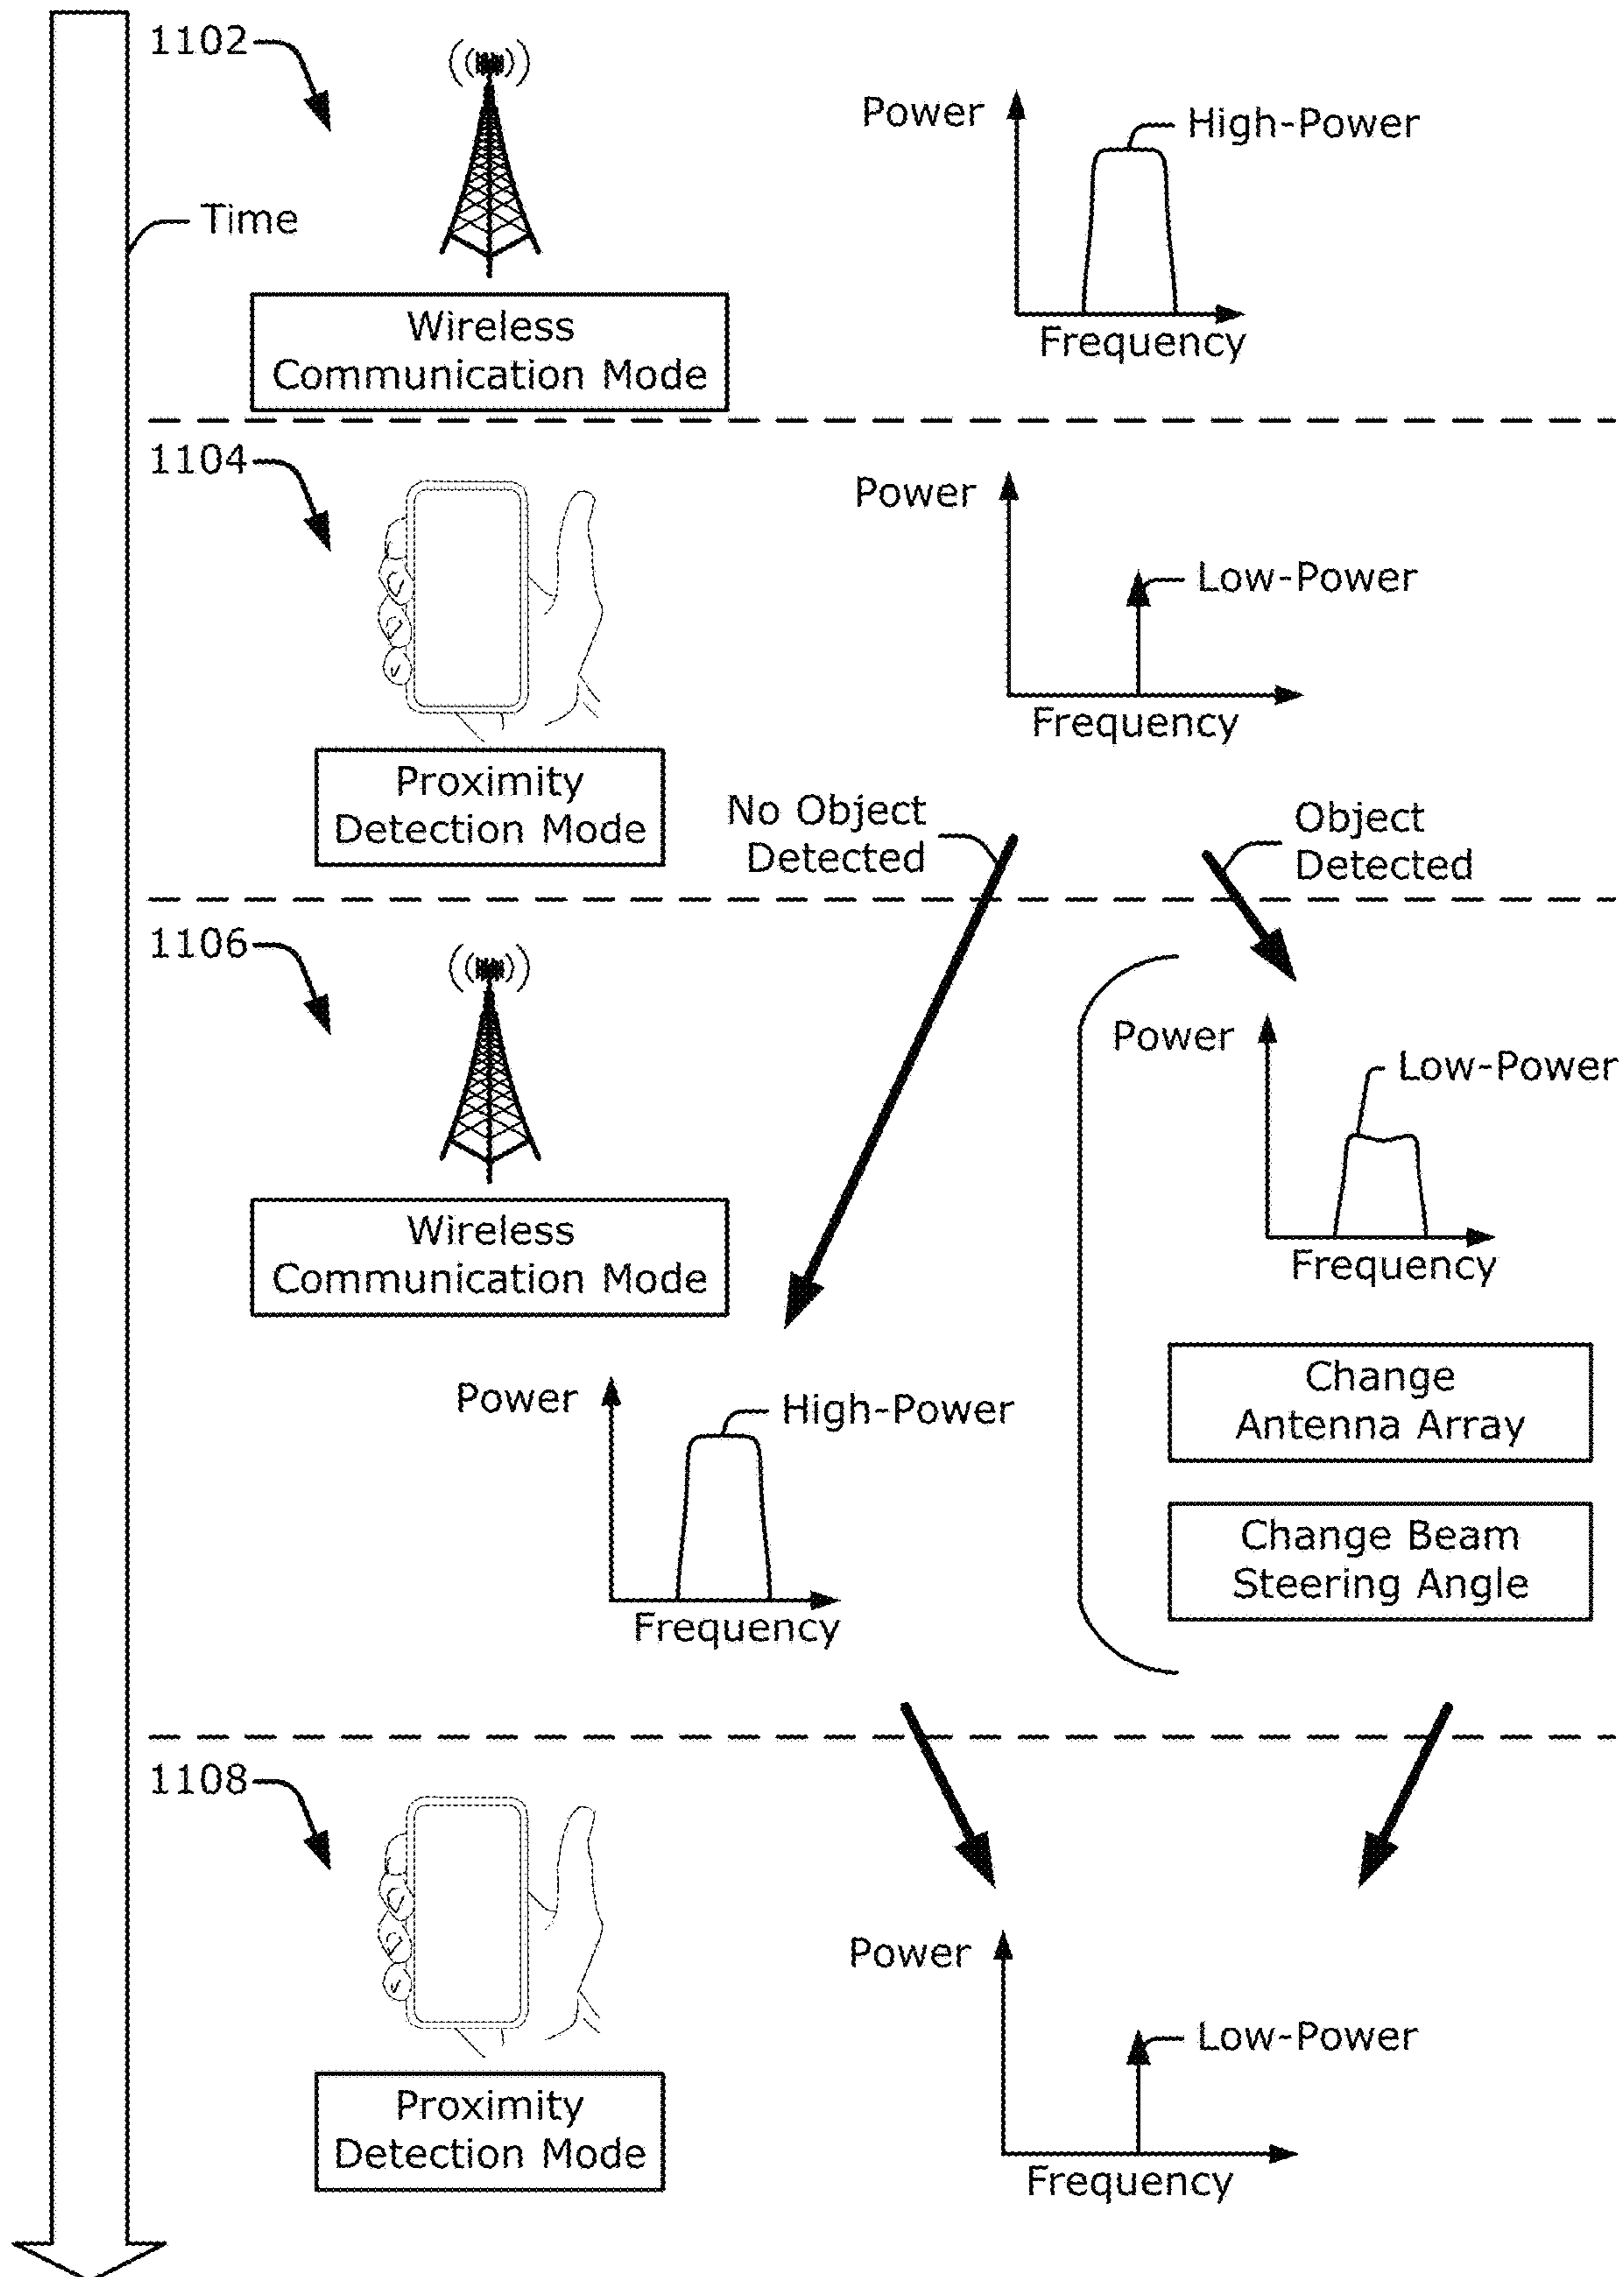 1102
Power
High-Power
Time
Wireless
Communication Mode
Frequency
1104
Power
Low-Power
Frequency
Proximity
Detection Mode
No Object
Detected
Object
Detected
1106
Power
Low-Power
Wireless
Communication Mode
Frequency
Power
High-Power
Frequency
Change
Antenna Array
Change Beam
Steering Angle
1108
Power
Low-Power
Frequency
Proximity
Detection Mode